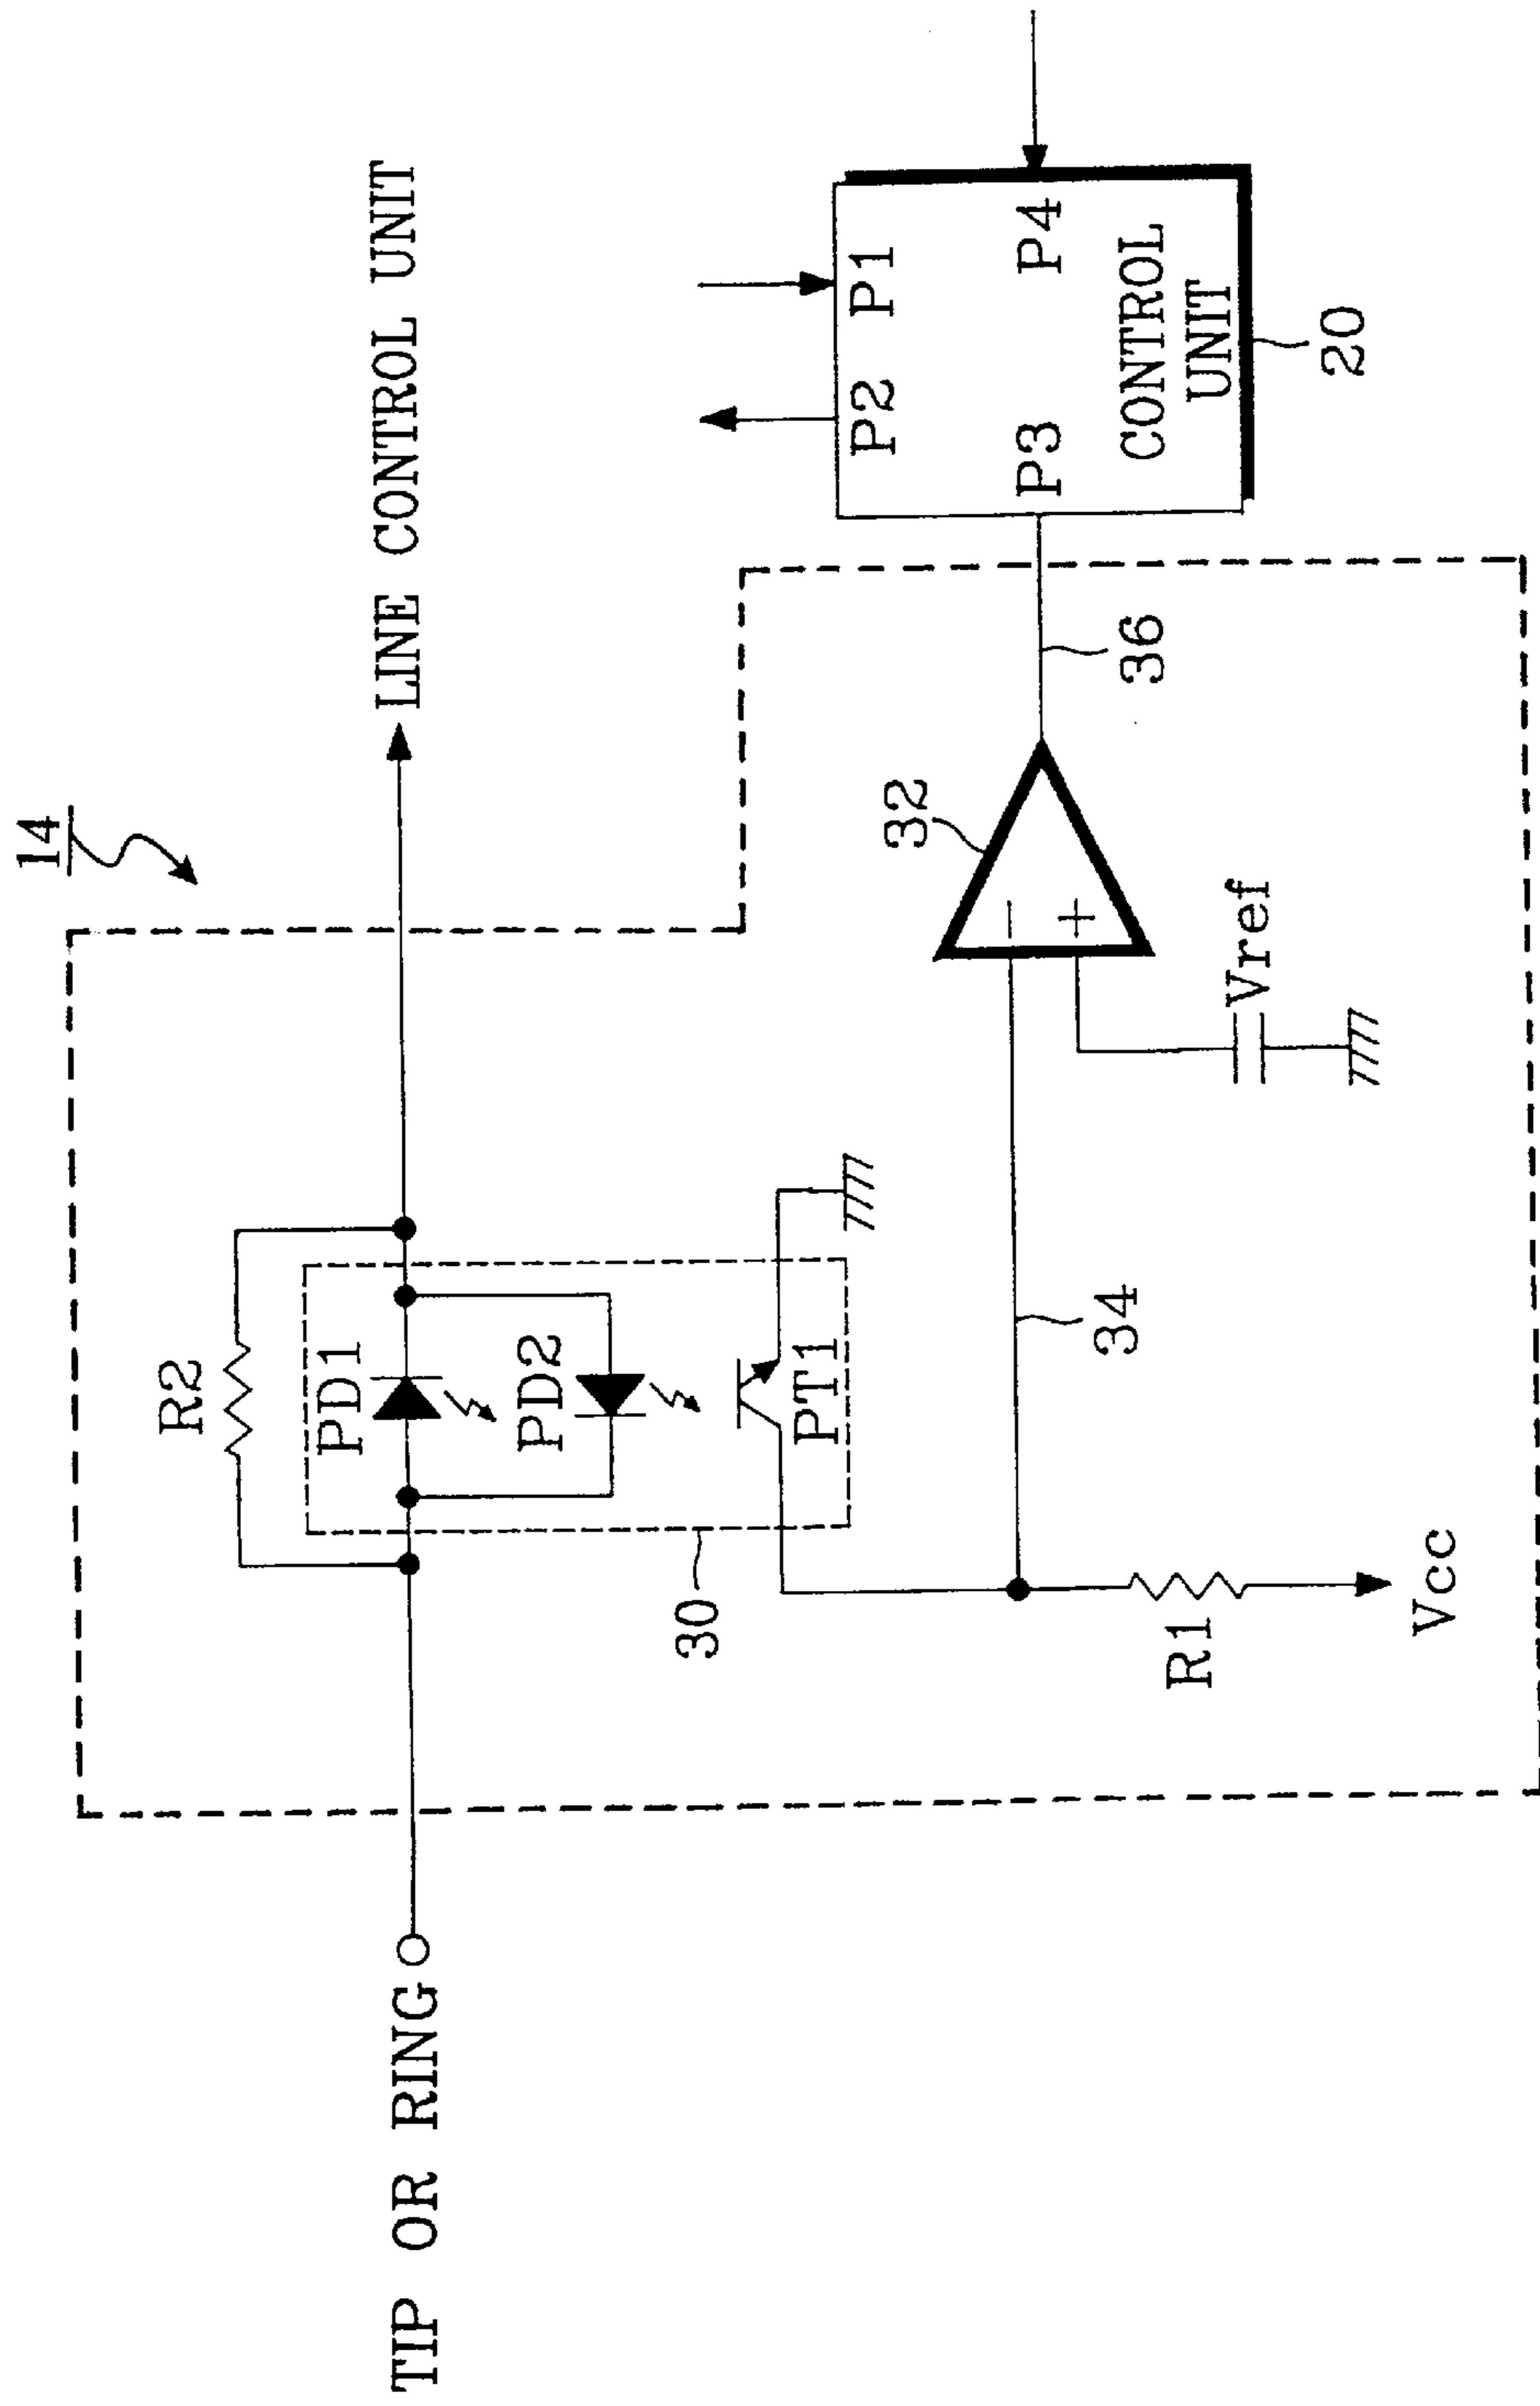 14
TIP OR RING
LINE CONTROL UNIT
R2
PD1
PD2
30
PT1
34
R1
Vcc
32
Vref
36
P2 P1
P3 P4
CONTROL
UNIT
20